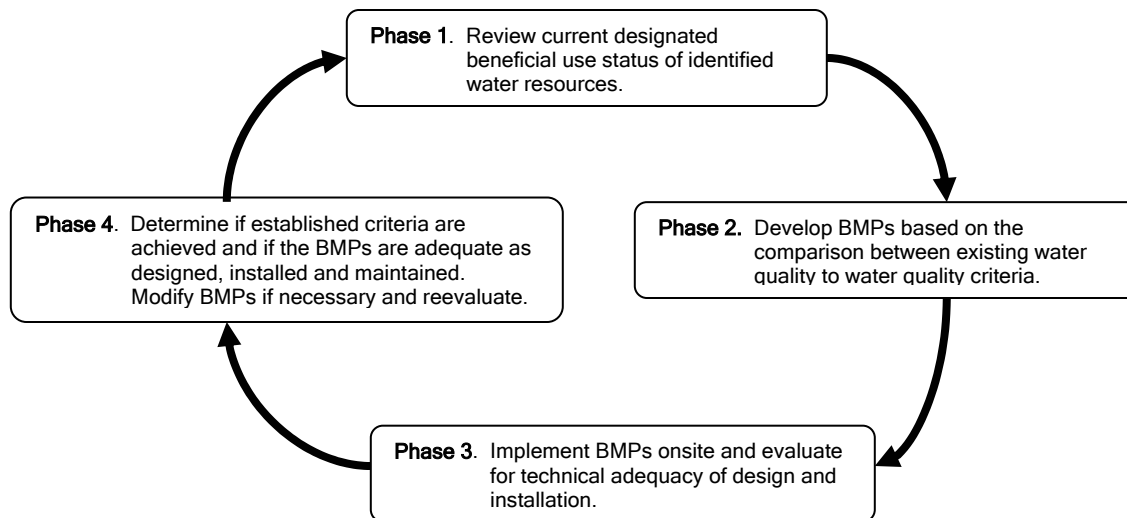 Phase 1. Review current designated
beneficial use status of identified
water resources.
Phase 2. Develop BMPs based on the
comparison between existing water
quality to water quality criteria.
Phase 3. Implement BMPs onsite and evaluate
for technical adequacy of design and
installation.
Phase 4. Determine if established criteria are
achieved and if the BMPs are adequate as
designed, installed and maintained.
Modify BMPs if necessary and reevaluate.